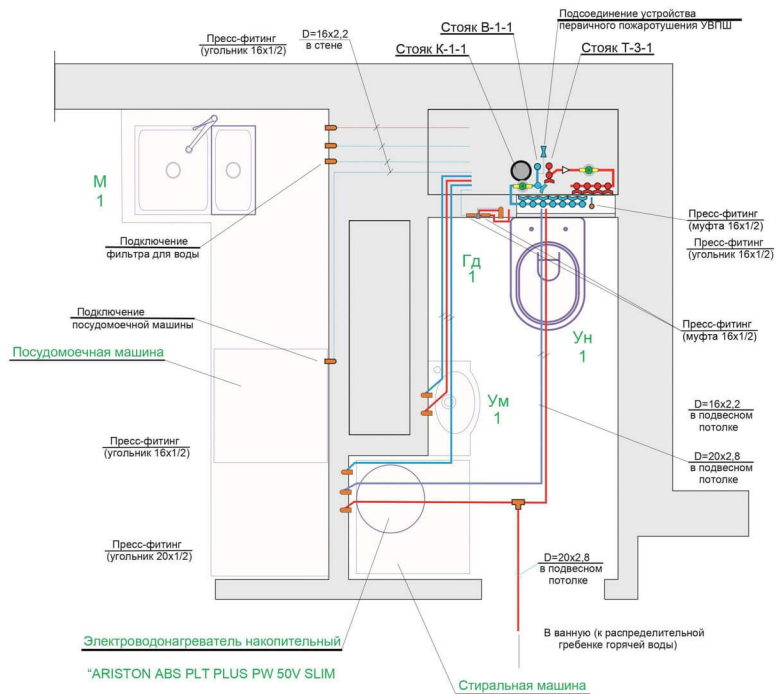 Подсоединение устройства
первичного пожаротушения УВПШ
Стояк В-1-1
Стояк К-1-1
Стояк Т-3-1
Пресс-фитинг
(угольник 16х1/2)
D=16х2,2
в стене
М
1
Подключение
фильтра для воды
Пресс-фитинг
(муфта 16х1/2)
Пресс-фитинг
(угольник 16х1/2)
Гд
1
Подключение
посудомоечной машины
Посудомоечная машина
Пресс-фитинг
(муфта 16х1/2)
Ун
1
Ум
1
D=16х2,2
в подвесном
потолке
Пресс-фитинг
(угольник 16х1/2)
D=20х2,8
в подвесном
потолке
Пресс-фитинг
(угольник 20х1/2)
D=20х2,8
в подвесном
потолке
Электроводонагреватель накопительный
"ARISTON ABS PLT PLUS PW 50V SLIM
В ванную (к распределительной
гребенке горячей воды)
Стиральная машина